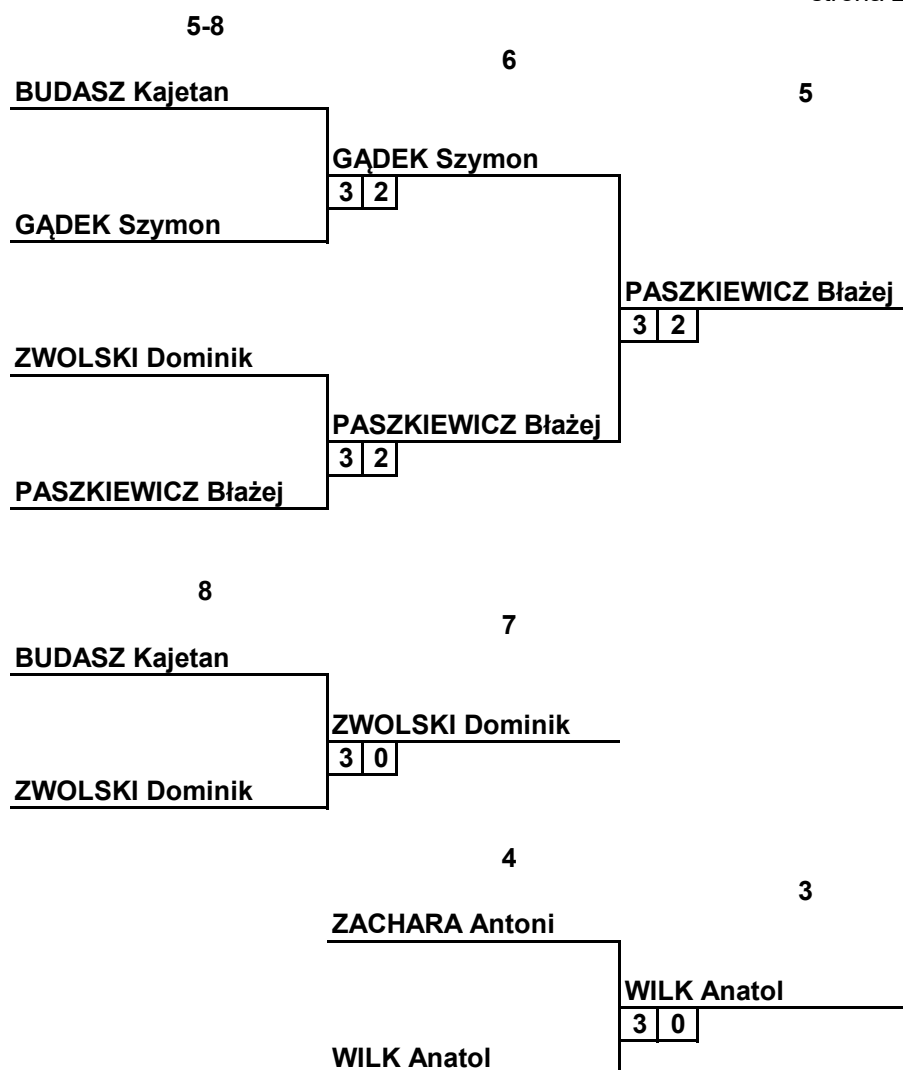 strona 2
5-8
6
BUDASZ Kajetan
5
GĄDEK Szymon
3 2
GĄDEK Szymon
PASZKIEWICZ Błażej
3 2
ZWOLSKI Dominik
PASZKIEWICZ Błażej
3 2
PASZKIEWICZ Błażej
8
7
BUDASZ Kajetan
ZWOLSKI Dominik
3 0
ZWOLSKI Dominik
4
3
ZACHARA Antoni
WILK Anatol
3 0
WILK Anatol